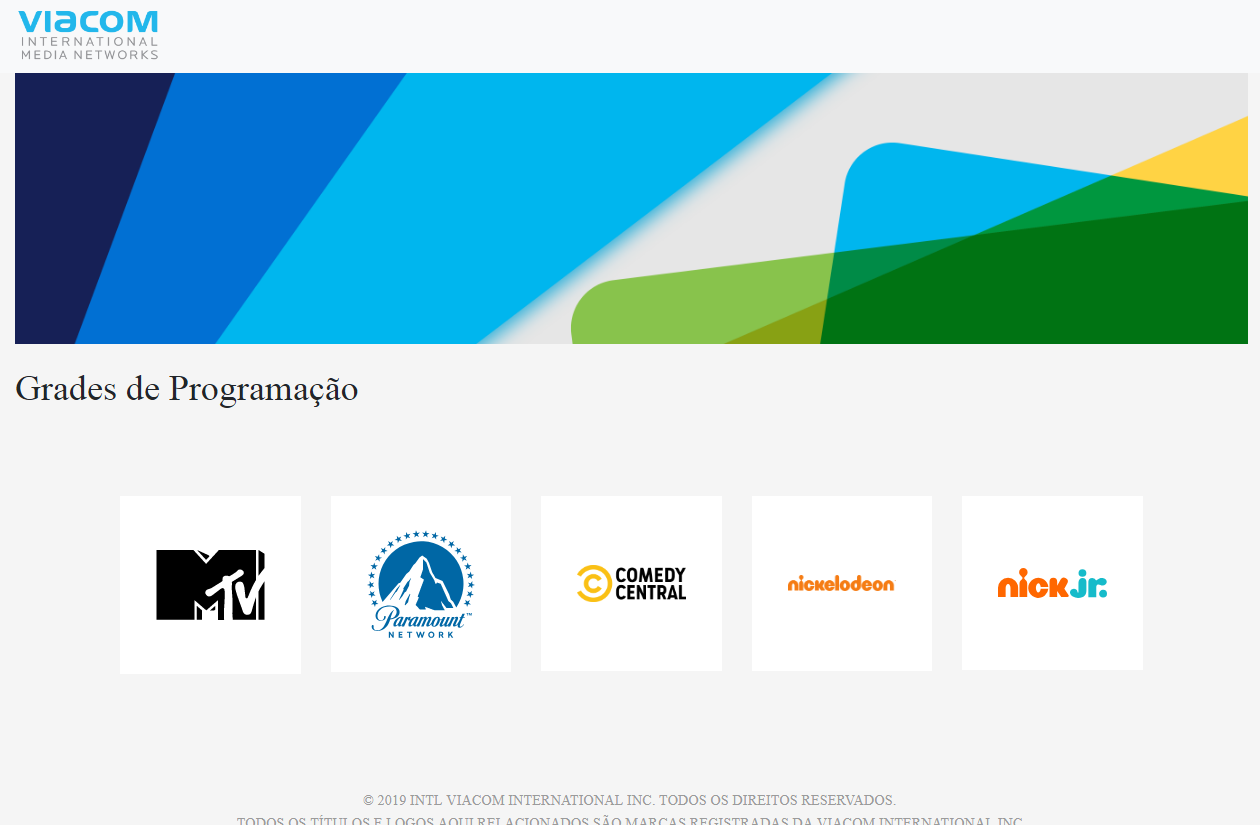 VIACOM
INTERNATIONAL
MEDIA NETWORKS
Grades de Programação
MTV
Paramount™
NETWORK
COMEDY
CENTRAL
nickelodeon
nick jr.
© 2019 INTL VIACOM INTERNATIONAL INC. TODOS OS DIREITOS RESERVADOS.
TODOS OS TÍTULOS E LOGOS AQUI RELACIONADOS SÃO MARCAS REGISTRADAS DA VIACOM INTERNATIONAL INC